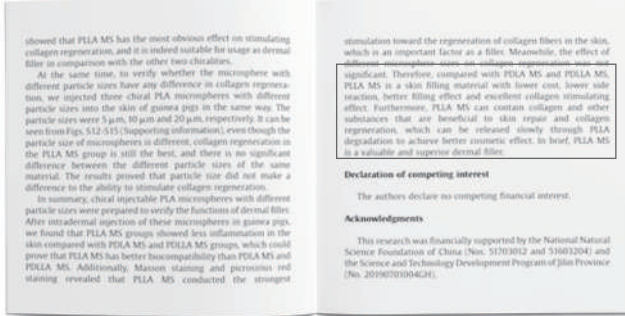 showed that PLLA MS has the most obvious effect on stimulating
collagen regeneration, and it is indeed suitable for usage as dermal
filler in comparison with the other two chiralities.
At the same time, to verify whether the microsphere with
different particle sizes have any difference in collagen regenera-
tion, we injected three chiral PLA microspheres with different
particle sizes into the skin of guinea pigs in the same way. The
particle sizes were 5 μm, 10 μm and 20 μm, respectively. It can be
seen from Figs. S12-S15 (Supporting information), even though the
particle size of microspheres is different, collagen regeneration in
the PLLA MS group is still the best, and there is no significant
difference between the different particle sizes of the same
material. The results proved that particle size did not make a
difference to the ability to stimulate collagen regeneration.
In summary, chiral injectable PLA microspheres with different
particle sizes were prepared to verify the functions of dermal filler.
After intradermal injection of these microspheres in guinea pigs,
we found that PLLA MS groups showed less inflammation in the
skin compared with PDLA MS and PDLLA MS groups, which could
prove that PLLA MS has better biocompatibility than PDLA MS and
PDLLA MS. Additionally, Masson staining and picrosirius red
staining revealed that PLLA MS conducted the strongest
stimulation toward the regeneration of collagen fibers in the skin,
which is an important factor as a filler. Meanwhile, the effect of
different microsphere sizes on collagen regeneration was not
significant. Therefore, compared with PDLA MS and PDLLA MS,
PLLA MS is a skin filling material with lower cost, lower side
reaction, better filling effect and excellent collagen stimulating
effect. Furthermore, PLLA MS can contain collagen and other
substances that are beneficial to skin repair and collagen
regeneration, which can be released slowly through PLLA
degradation to achieve better cosmetic effect. In brief, PLLA MS
is a valuable and superior dermal filler.
Declaration of competing interest
The authors declare no competing financial interest.
Acknowledgments
This research was financially supported by the National Natural
Science Foundation of China (Nos. 51703012 and 51603204) and
the Science and Technology Development Program of Jilin Province
(No. 20190701004GH).